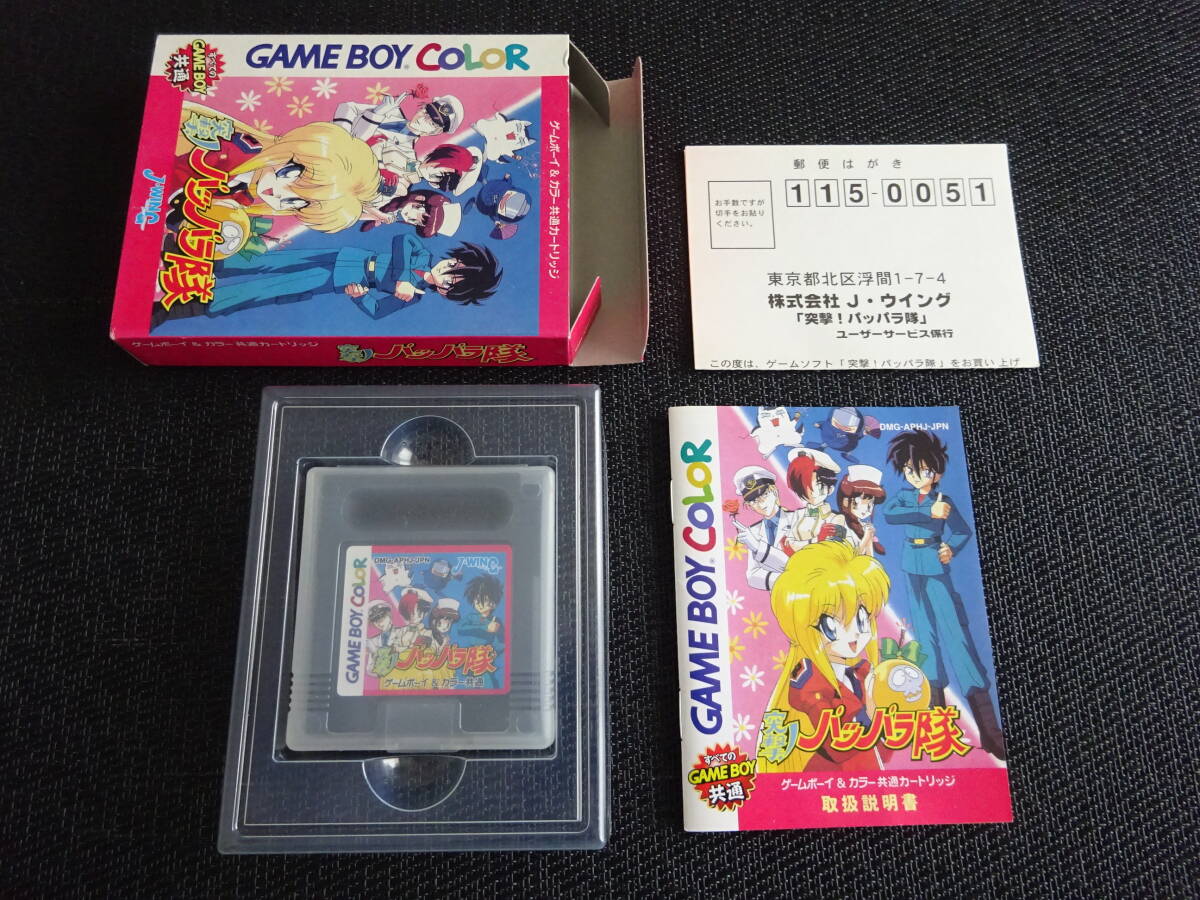 GAME BOY COLOR
すべての
GAME BOY
共通
突撃!
パッパラ隊
J-WING
ゲームボーイ & カラー共通カートリッジ
ゲームボーイ & カラー共通カートリッジ
突撃!パッパラ隊
郵便はがき
115-0051
お手数ですが
切手をお貼り
ください。
東京都北区浮間1-7-4
株式会社 J・ウイング
「突撃!パッパラ隊」
ユーザーサービス係行
この度は、ゲームソフト「突撃!パッパラ隊」をお買い上げ
DMG-APHJ-JPN
J-WING
GAME BOY COLOR
突撃!パッパラ隊
ゲームボーイ & カラー共通
DMG-APHJ-JPN
GAME BOY COLOR
突撃!パッパラ隊
すべての
GAME BOY
共通
ゲームボーイ & カラー共通カートリッジ
取扱説明書